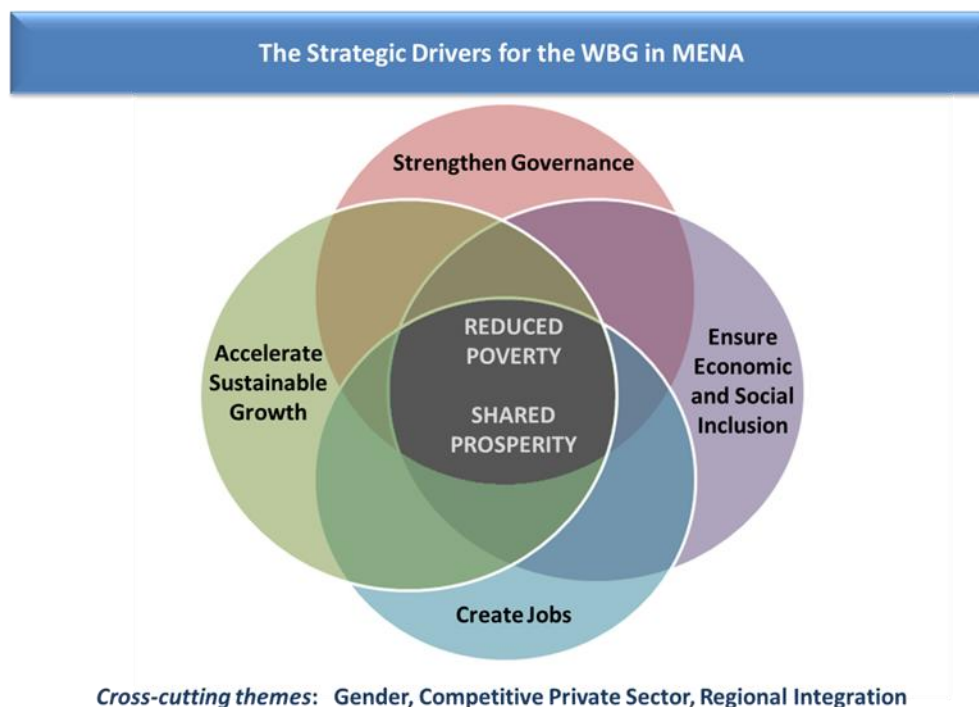 The Strategic Drivers for the WBG in MENA
Strengthen Governance
Accelerate
Sustainable
Growth
REDUCED
POVERTY
SHARED
PROSPERITY
Ensure
Economic
and Social
Inclusion
Create Jobs
Cross-cutting themes: Gender, Competitive Private Sector, Regional Integration